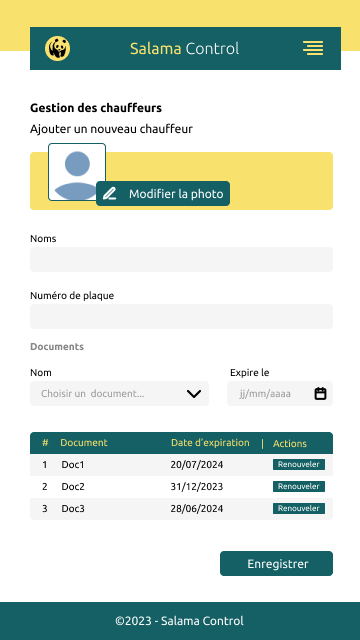 Salama Control
Gestion des chauffeurs
Ajouter un nouveau chauffeur
Modifier la photo
Noms
Numéro de plaque
Documents
Nom Expire le
Choisir un document... jj/mm/aaaa
# Document Date d'expiration | Actions
1 Doc1 20/07/2024 Renouveler
2 Doc2 31/12/2023 Renouveler
3 Doc3 28/06/2024 Renouveler
Enregistrer
©2023 - Salama Control